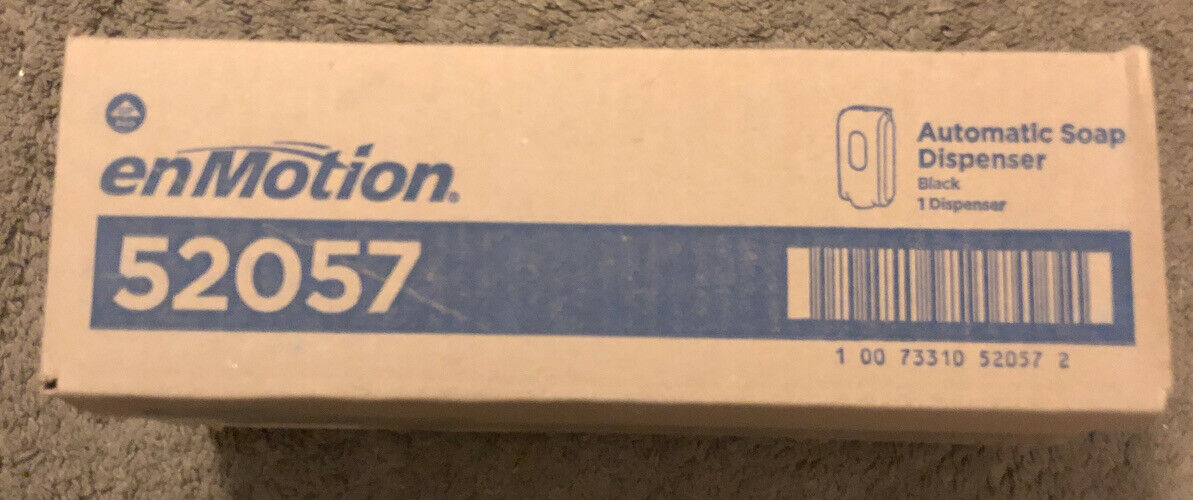 enMotion®
Automatic Soap
Dispenser
Black
1 Dispenser
52057
1 00 73310 52057 2